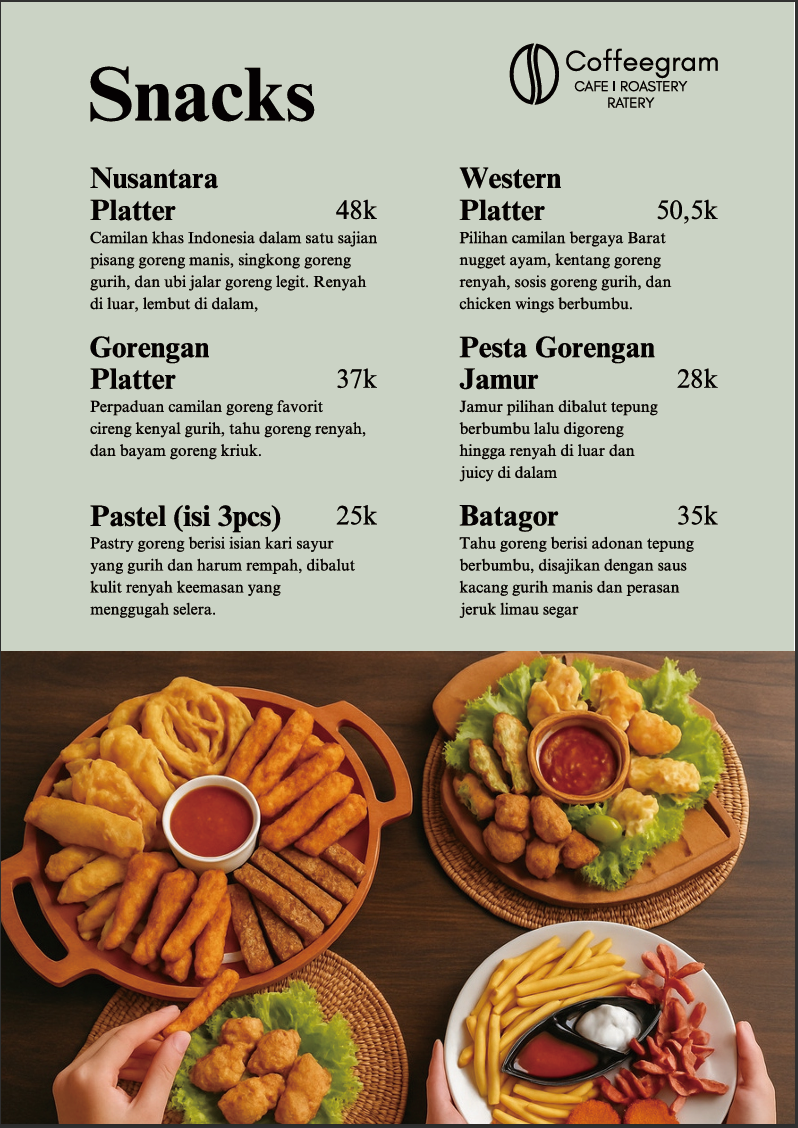 Snacks
Coffeegram
CAFE I ROASTERY
RATERY
Nusantara
Platter 48k
Camilan khas Indonesia dalam satu sajian
pisang goreng manis, singkong goreng
gurih, dan ubi jalar goreng legit. Renyah
di luar, lembut di dalam,
Gorengan
Platter 37k
Perpaduan camilan goreng favorit
cireng kenyal gurih, tahu goreng renyah,
dan bayam goreng kriuk.
Pastel (isi 3pcs) 25k
Pastry goreng berisi isian kari sayur
yang gurih dan harum rempah, dibalut
kulit renyah keemasan yang
menggugah selera.
Western
Platter 50,5k
Pilihan camilan bergaya Barat
nugget ayam, kentang goreng
renyah, sosis goreng gurih, dan
chicken wings berbumbu.
Pesta Gorengan
Jamur 28k
Jamur pilihan dibalut tepung
berbumbu lalu digoreng
hingga renyah di luar dan
juicy di dalam
Batagor 35k
Tahu goreng berisi adonan tepung
berbumbu, disajikan dengan saus
kacang gurih manis dan perasan
jeruk limau segar